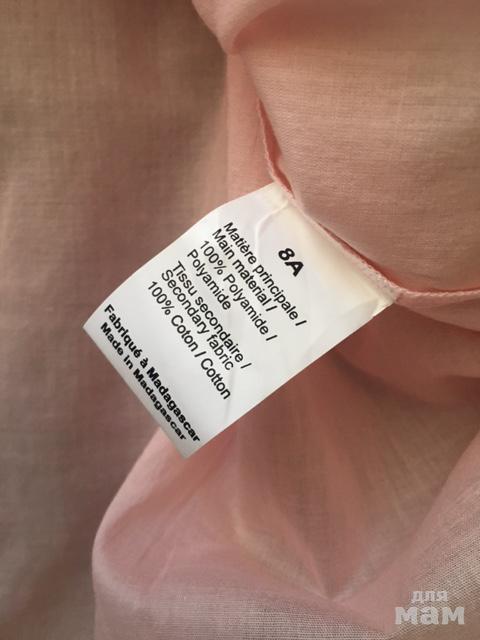 8A
Matière principale /
Main material /
100% Polyamide /
Polyamide
Tissu secondaire /
Secondary fabric
100% Coton / Cotton
Fabriqué à Madagascar
Made in Madagascar
для
мам